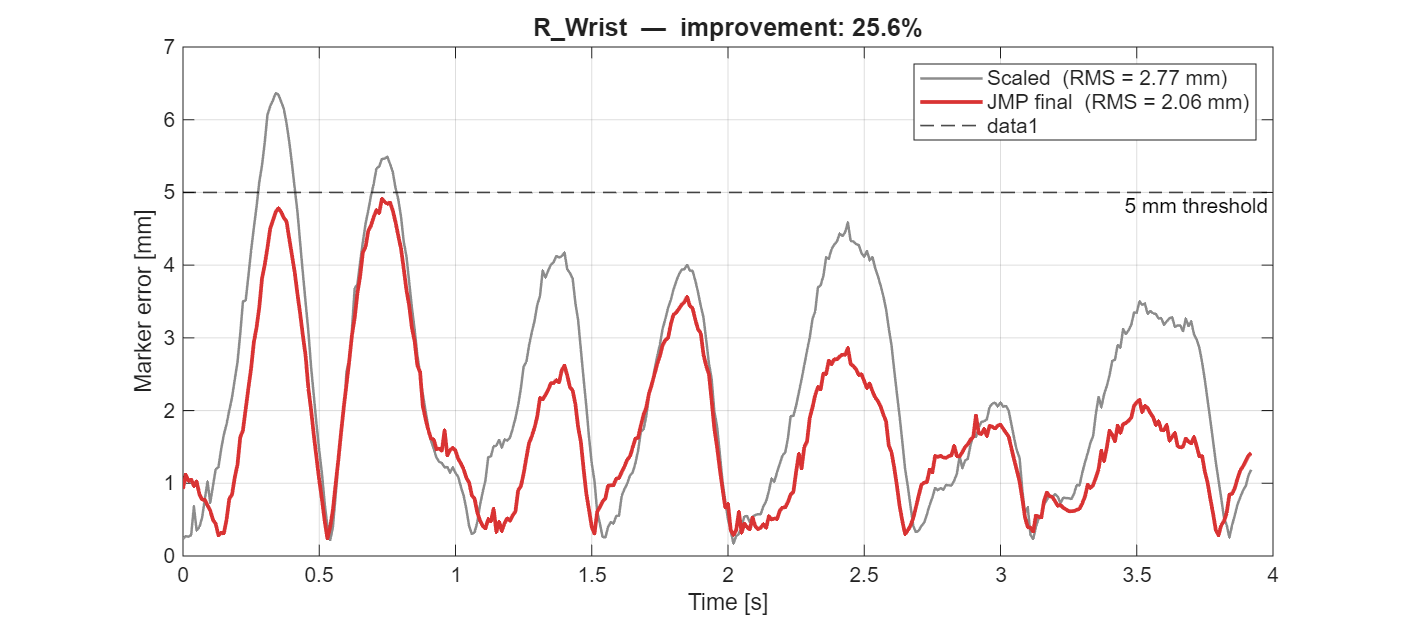 R_Wrist — improvement: 25.6%
Scaled (RMS = 2.77 mm)
JMP final (RMS = 2.06 mm)
data1
5 mm threshold
Marker error [mm]
7
6
5
4
3
2
1
0
0 0.5 1 1.5 2 2.5 3 3.5 4
Time [s]